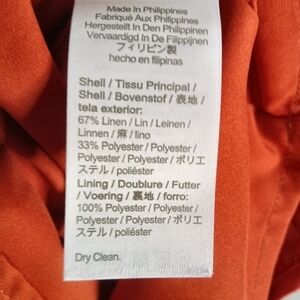 Made In Philippines
Fabriqué Aux Philippines
Hergestellt In Den Philippinen
Vervaardigd In De Filippijnen
フィリピン製
hecho en filipinas
Shell / Tissu Principal /
Shell / Bovenstof / 表地 /
tela exterior:
67% Linen / Lin / Leinen /
Linnen / 麻 / lino
33% Polyester / Polyester /
Polyester / Polyester / ポリエ
ステル / poliéster
Lining / Doublure / Futter
/ Voering / 裏地 / forro:
100% Polyester / Polyester
/ Polyester / Polyester / ポリ
エステル / poliéster
Dry Clean.